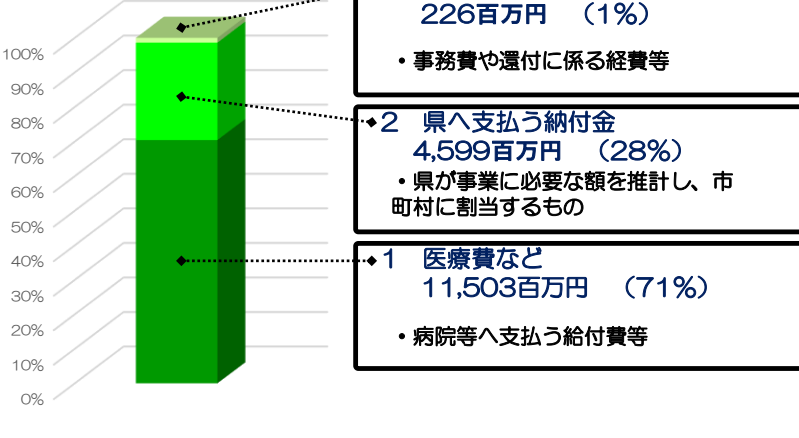 226百万円　（1％）
・事務費や還付に係る経費等
2　県へ支払う納付金
4,599百万円　（28％）
・県が事業に必要な額を推計し、市
町村に割当するもの
1　医療費など
11,503百万円　（71％）
・病院等へ支払う給付費等
100%
90%
80%
70%
60%
50%
40%
30%
20%
10%
0%